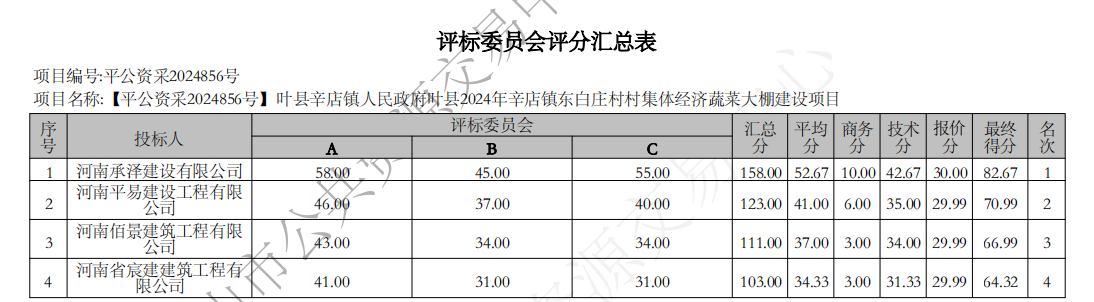 评标委员会评分汇总表
项目编号:平公资采2024856号
项目名称:【平公资采2024856号】叶县辛店镇人民政府叶县2024年辛店镇东白庄村村集体经济蔬菜大棚建设项目
序号 投标人 评标委员会 汇总分 平均分 商务分 技术分 报价分 最终得分 名次
A B C
1 河南承泽建设有限公司 58.00 45.00 55.00 158.00 52.67 10.00 42.67 30.00 82.67 1
2 河南平易建设工程有限公司 46.00 37.00 40.00 123.00 41.00 6.00 35.00 29.99 70.99 2
3 河南佰景建筑工程有限公司 43.00 34.00 34.00 111.00 37.00 3.00 34.00 29.99 66.99 3
4 河南省宸建建筑工程有限公司 41.00 31.00 31.00 103.00 34.33 3.00 31.33 29.99 64.32 4